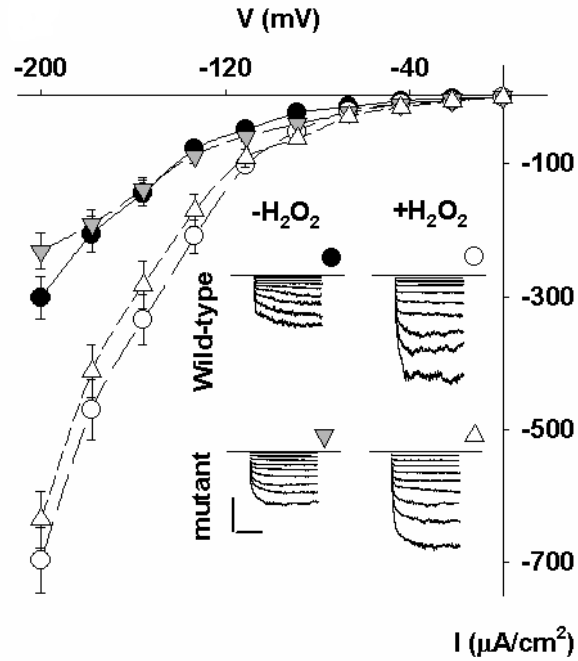 V (mV)
-200 -120 -40
-100
-H₂O₂ +H₂O₂
Wild-type
-300
mutant
-500
-700
I (μA/cm²)